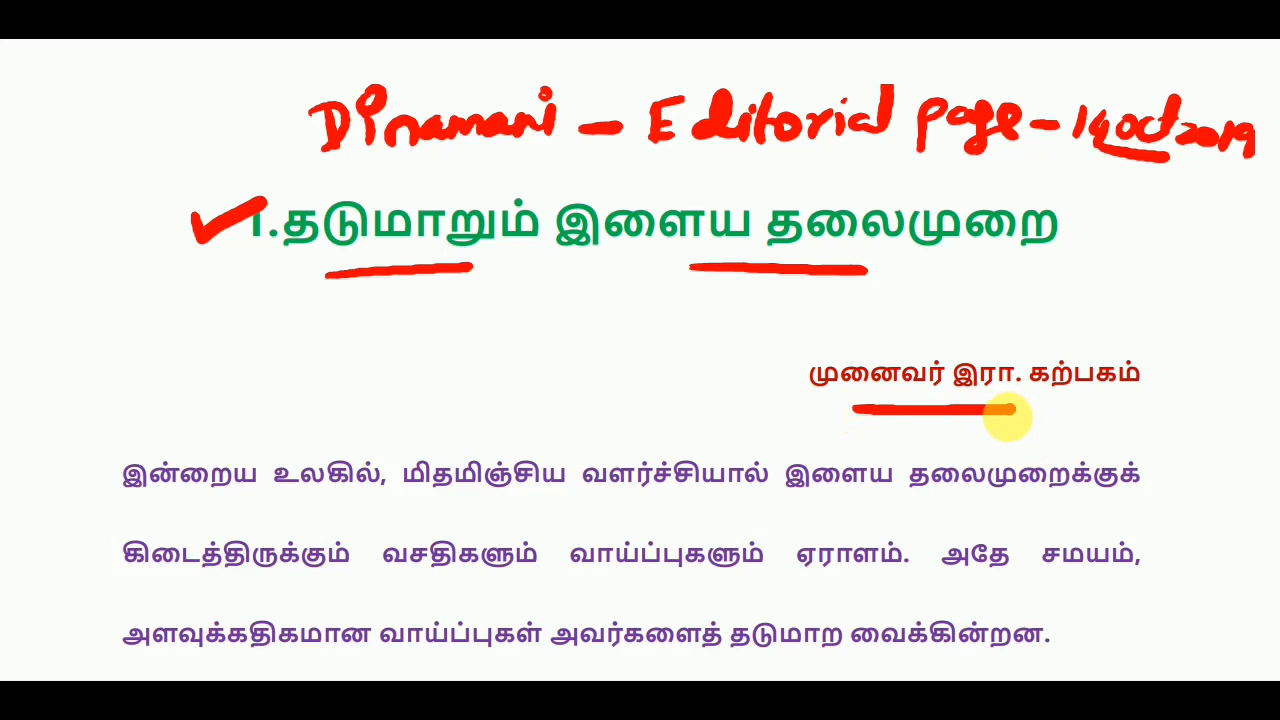 Dinamani - Editorial page - 14 oct 2019
1.தடுமாறும் இளைய தலைமுறை
முனைவர் இரா. கற்பகம்
இன்றைய உலகில், மிதமிஞ்சிய வளர்ச்சியால் இளைய தலைமுறைக்குக்
கிடைத்திருக்கும் வசதிகளும் வாய்ப்புகளும் ஏராளம். அதே சமயம்,
அளவுக்கதிகமான வாய்ப்புகள் அவர்களைத் தடுமாற வைக்கின்றன.